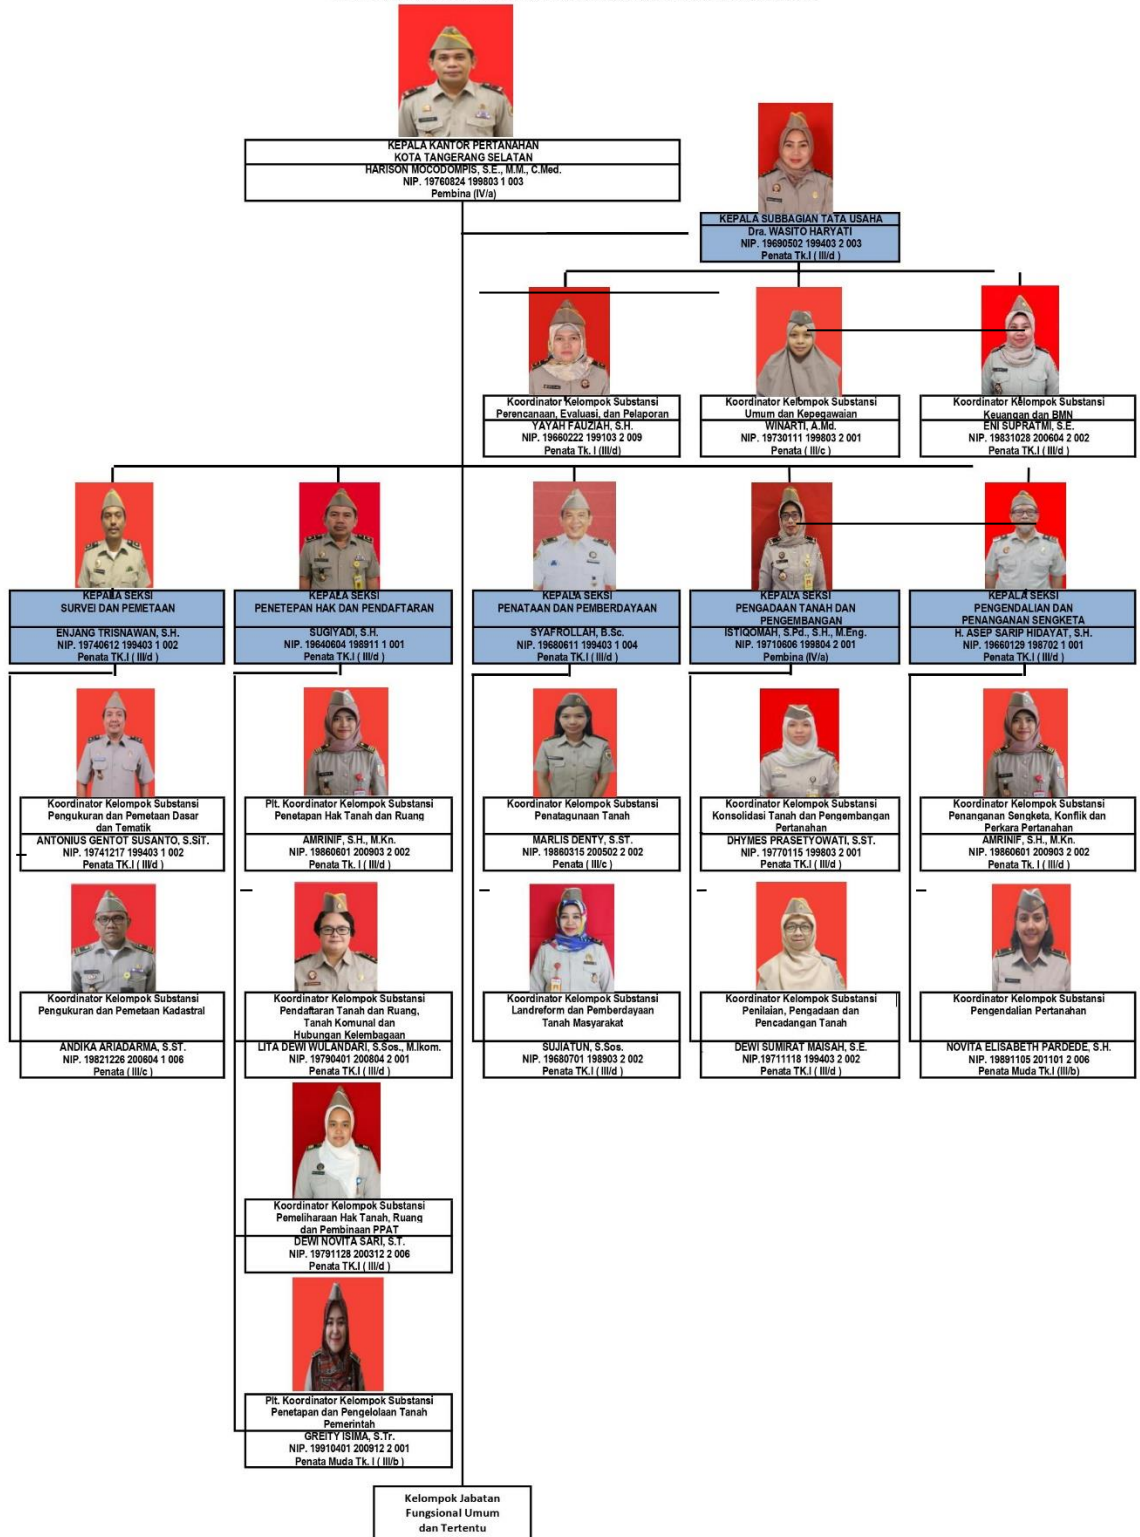 KEPALA KANTOR PERTANAHAN
KOTA TANGERANG SELATAN
HARISON MOCODOMPIS, S.E., M.M., C.Med.
NIP. 19760824 199803 1 003
Pembina (IV/a)
KEPALA SUBBAGIAN TATA USAHA
Dra. WASITO HARYATI
NIP. 19690502 199403 2 003
Penata Tk.I ( III/d )
Koordinator Kelompok Substansi
Perencanaan, Evaluasi, dan Pelaporan
YAYAH FAUZIAH, S.H.
NIP. 19660222 199103 2 009
Penata Tk. I (III/d)
Koordinator Kelompok Substansi
Umum dan Kepegawaian
WINARTI, A.Md.
NIP. 19730111 199803 2 001
Penata ( III/c )
Koordinator Kelompok Substansi
Keuangan dan BMN
ENI SUPRATMI, S.E.
NIP. 19831028 200604 2 002
Penata TK.I ( III/d )
KEPALA SEKSI
SURVEI DAN PEMETAAN
ENJANG TRISNAWAN, S.H.
NIP. 19740612 199403 1 002
Penata TK.I ( III/d )
KEPALA SEKSI
PENETEPAN HAK DAN PENDAFTARAN
SUGIYADI, S.H.
NIP. 19640604 198911 1 001
Penata TK.I ( III/d )
KEPALA SEKSI
PENATAAN DAN PEMBERDAYAAN
SYAFROLLAH, B.Sc.
NIP. 19680611 199403 1 004
Penata TK.I ( III/d )
KEPALA SEKSI
PENGADAAN TANAH DAN
PENGEMBANGAN
ISTIQOMAH, S.Pd., S.H., M.Eng.
NIP. 19710606 199804 2 001
Pembina (IV/a)
KEPALA SEKSI
PENGENDALIAN DAN
PENANGANAN SENGKETA
H. ASEP SARIP HIDAYAT, S.H.
NIP. 19660129 198702 1 001
Penata TK.I ( III/d )
Koordinator Kelompok Substansi
Pengukuran dan Pemetaan Dasar
dan Tematik
ANTONIUS GENTOT SUSANTO, S.SiT.
NIP. 19741217 199403 1 002
Penata TK.I ( III/d )
Plt. Koordinator Kelompok Substansi
Penetapan Hak Tanah dan Ruang
AMRINIF, S.H., M.Kn.
NIP. 19860601 200903 2 002
Penata Tk. I ( III/d )
Koordinator Kelompok Substansi
Penatagunaan Tanah
MARLIS DENTY, S.ST.
NIP. 19860315 200502 2 002
Penata ( III/c )
Koordinator Kelompok Substansi
Konsolidasi Tanah dan Pengembangan
Pertanahan
DHYMES PRASETYOWATI, S.ST.
NIP. 19770115 199803 2 001
Penata TK.I ( III/d )
Koordinator Kelompok Substansi
Penanganan Sengketa, Konflik dan
Perkara Pertanahan
AMRINIF, S.H., M.Kn.
NIP. 19860601 200903 2 002
Penata Tk. I ( III/d )
Koordinator Kelompok Substansi
Pengukuran dan Pemetaan Kadastral
ANDIKA ARIADARMA, S.ST.
NIP. 19821226 200604 1 006
Penata ( III/c )
Koordinator Kelompok Substansi
Pendaftaran Tanah dan Ruang,
Tanah Komunal dan
Hubungan Kelembagaan
LITA DEWI WULANDARI, S.Sos., M.Ikom.
NIP. 19790401 200804 2 001
Penata TK.I ( III/d )
Koordinator Kelompok Substansi
Landreform dan Pemberdayaan
Tanah Masyarakat
SUJIATUN, S.Sos.
NIP. 19680701 198903 2 002
Penata TK.I ( III/d )
Koordinator Kelompok Substansi
Penilaian, Pengadaan dan
Pencadangan Tanah
DEWI SUMIRAT MAISAH, S.E.
NIP.19711118 199403 2 002
Penata TK.I ( III/d )
Koordinator Kelompok Substansi
Pengendalian Pertanahan
NOVITA ELISABETH PARDEDE, S.H.
NIP. 19891105 201101 2 006
Penata Muda Tk.I (III/b)
Koordinator Kelompok Substansi
Pemeliharaan Hak Tanah, Ruang
dan Pembinaan PPAT
DEWI NOVITA SARI, S.T.
NIP. 19791128 200312 2 006
Penata TK.I ( III/d )
Plt. Koordinator Kelompok Substansi
Penetapan dan Pengelolaan Tanah
Pemerintah
GREITY ISIMA, S.Tr.
NIP. 19910401 200912 2 001
Penata Muda Tk. I ( III/b )
Kelompok Jabatan
Fungsional Umum
dan Tertentu